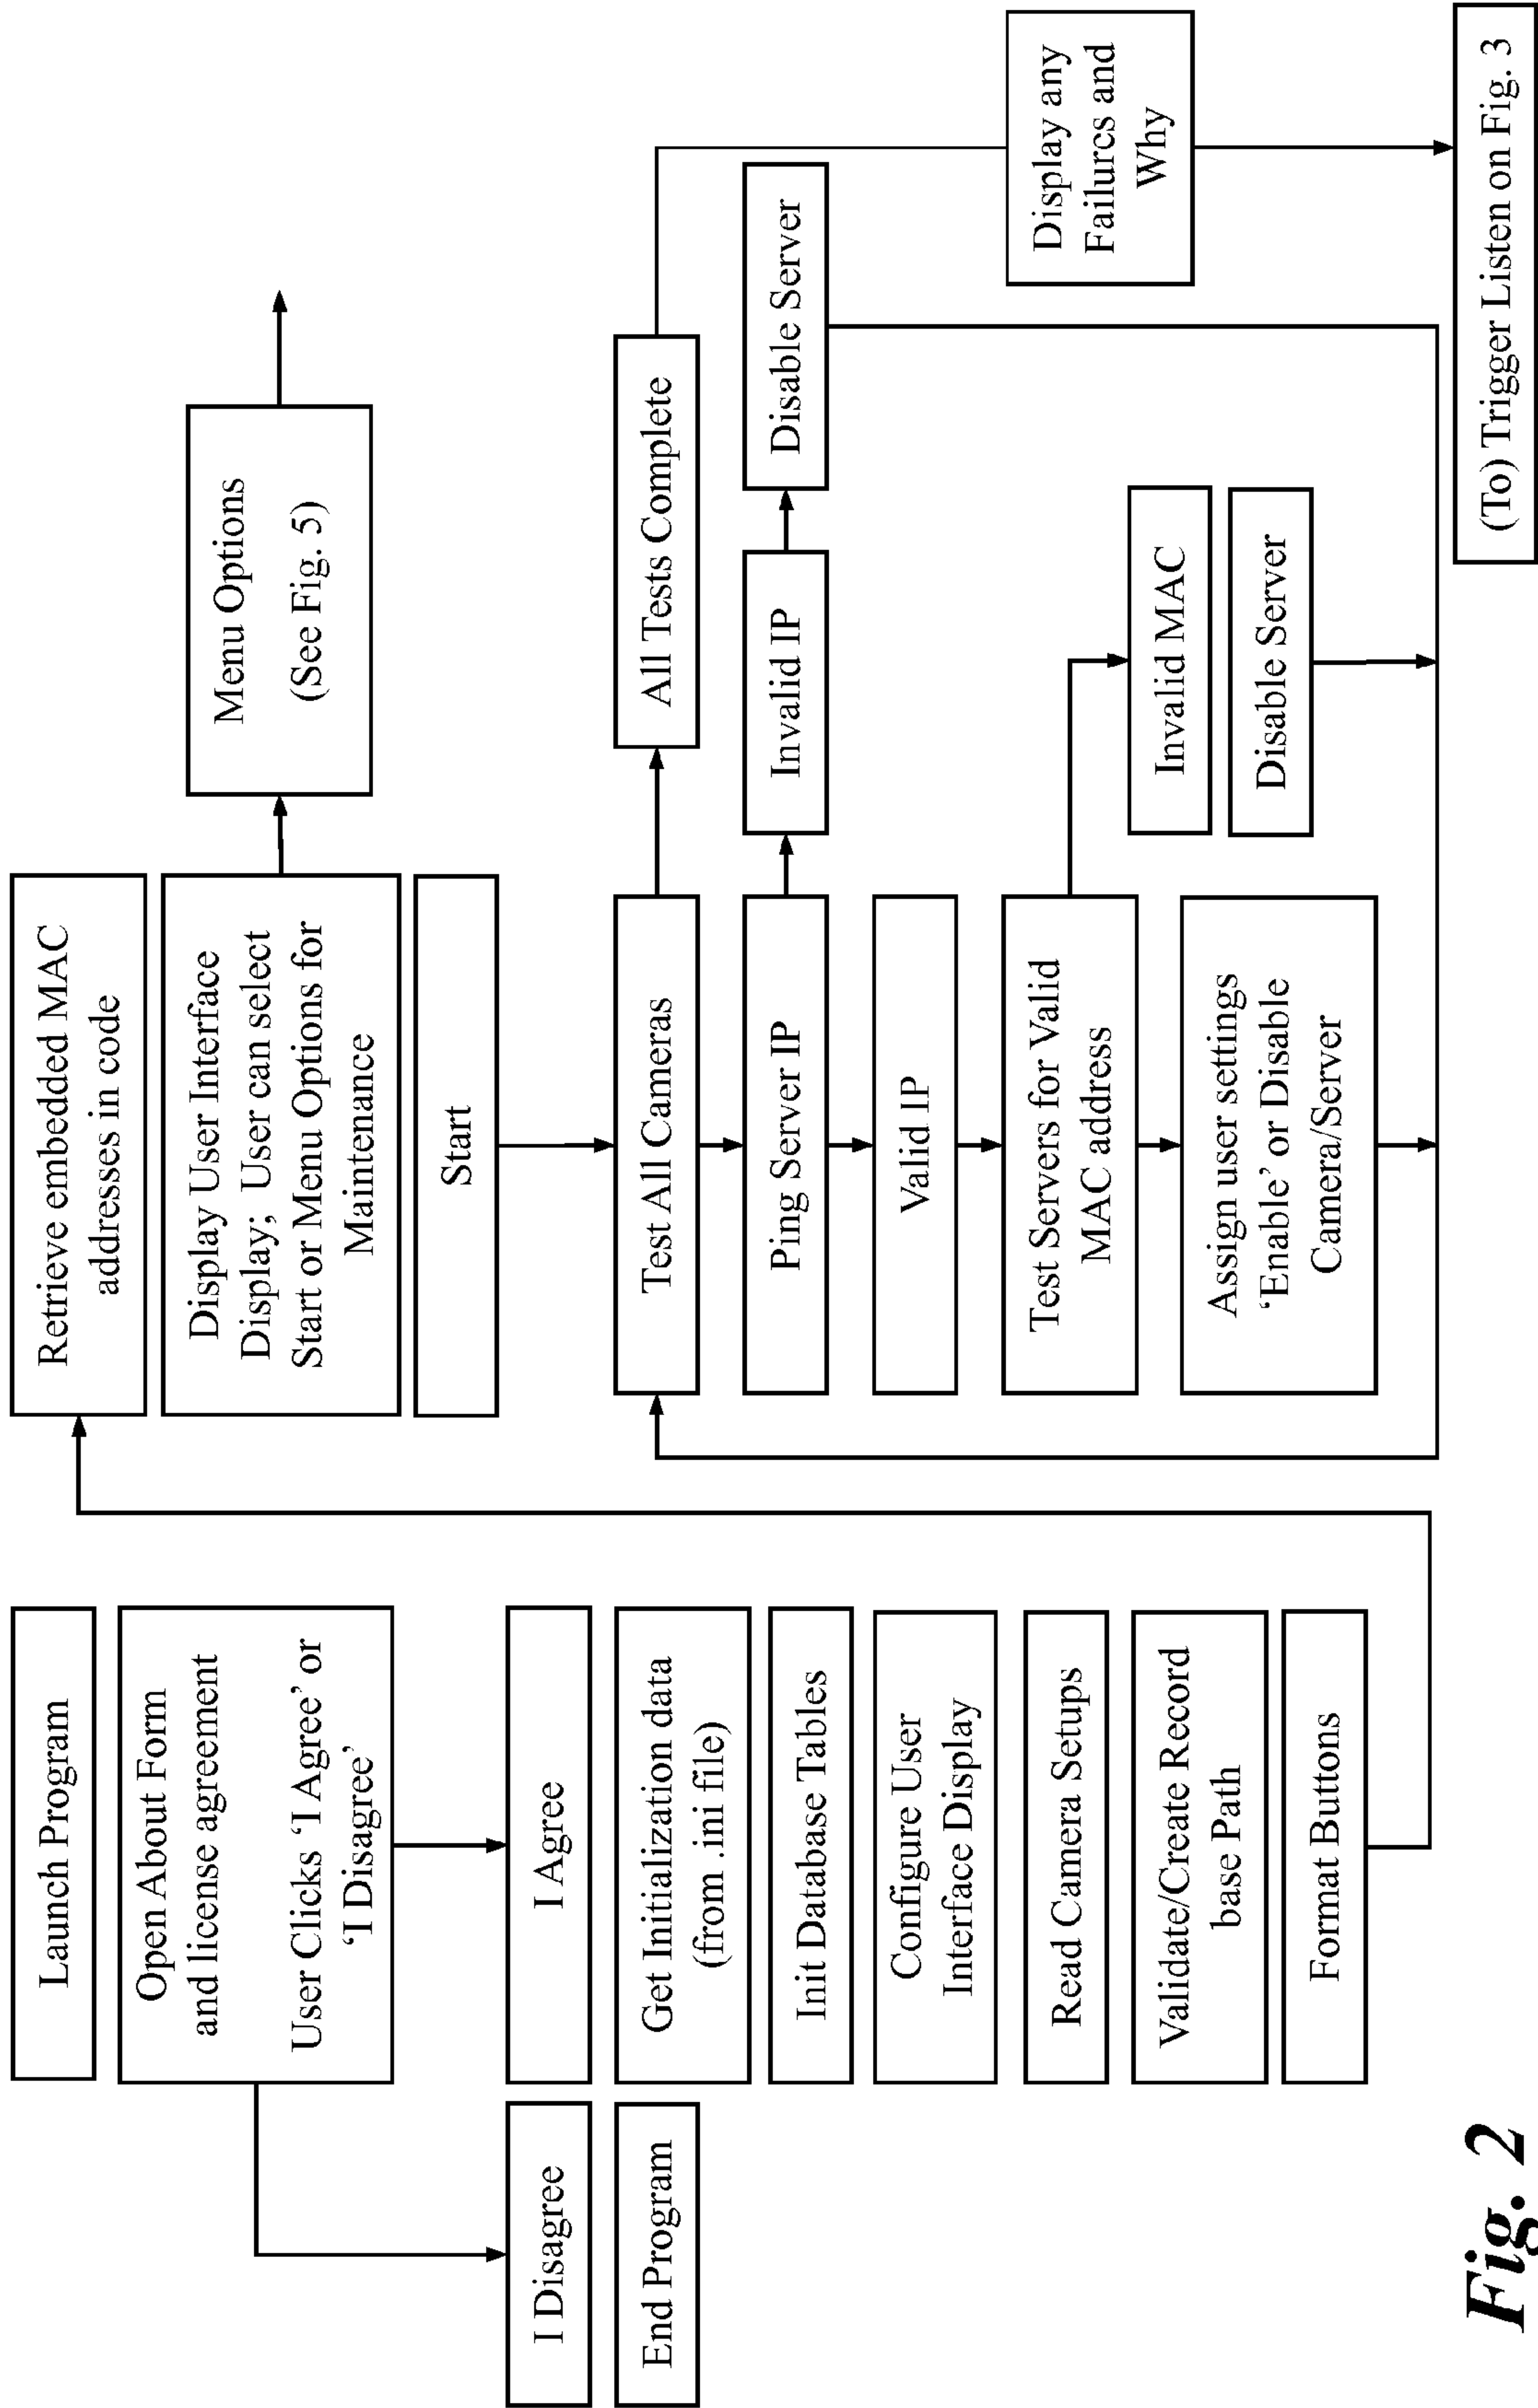 Launch Program
Open About Form
and license agreement
User Clicks ‘I Agree’ or
‘I Disagree’
I Disagree
End Program
I Agree
Get Initialization data
(from .ini file)
Init Database Tables
Configure User
Interface Display
Read Camera Setups
Validate/Create Record
base Path
Format Buttons
Retrieve embedded MAC
addresses in code
Display User Interface
Display; User can select
Start or Menu Options for
Maintenance
Menu Options
(See Fig. 5)
Start
Test All Cameras
All Tests Complete
Ping Server IP
Invalid IP
Disable Server
Valid IP
Test Servers for Valid
MAC address
Invalid MAC
Disable Server
Assign user settings
‘Enable’ or Disable
Camera/Server
Display any
Failures and
Why
(To) Trigger Listen on Fig. 3
Fig. 2